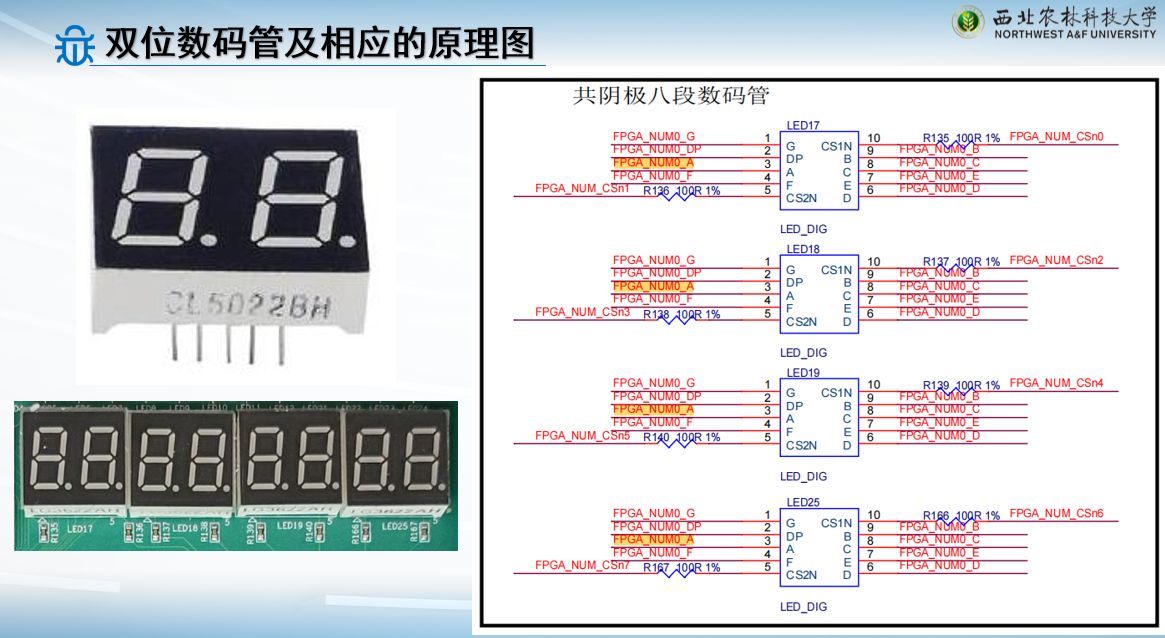 双位数码管及相应的原理图
西北农林科技大学
NORTHWEST A&F UNIVERSITY
CL5022BH
LED17
LED18
LED19
LED25
R135
R136
R137
R138
R139
R140
R166
R167
共阴极八段数码管
LED17
FPGA_NUM0_G 1 G CS1N 10 R135 100R 1% FPGA_NUM_CSn0
FPGA_NUM0_DP 2 DP B 9 FPGA_NUM0_B
FPGA_NUM0_A 3 A C 8 FPGA_NUM0_C
FPGA_NUM0_F 4 F E 7 FPGA_NUM0_E
FPGA_NUM_CSn1 R136 100R 1% 5 CS2N D 6 FPGA_NUM0_D
LED_DIG
LED18
FPGA_NUM0_G 1 G CS1N 10 R137 100R 1% FPGA_NUM_CSn2
FPGA_NUM0_DP 2 DP B 9 FPGA_NUM0_B
FPGA_NUM0_A 3 A C 8 FPGA_NUM0_C
FPGA_NUM0_F 4 F E 7 FPGA_NUM0_E
FPGA_NUM_CSn3 R138 100R 1% 5 CS2N D 6 FPGA_NUM0_D
LED_DIG
LED19
FPGA_NUM0_G 1 G CS1N 10 R139 100R 1% FPGA_NUM_CSn4
FPGA_NUM0_DP 2 DP B 9 FPGA_NUM0_B
FPGA_NUM0_A 3 A C 8 FPGA_NUM0_C
FPGA_NUM0_F 4 F E 7 FPGA_NUM0_E
FPGA_NUM_CSn5 R140 100R 1% 5 CS2N D 6 FPGA_NUM0_D
LED_DIG
LED25
FPGA_NUM0_G 1 G CS1N 10 R166 100R 1% FPGA_NUM_CSn6
FPGA_NUM0_DP 2 DP B 9 FPGA_NUM0_B
FPGA_NUM0_A 3 A C 8 FPGA_NUM0_C
FPGA_NUM0_F 4 F E 7 FPGA_NUM0_E
FPGA_NUM_CSn7 R167 100R 1% 5 CS2N D 6 FPGA_NUM0_D
LED_DIG